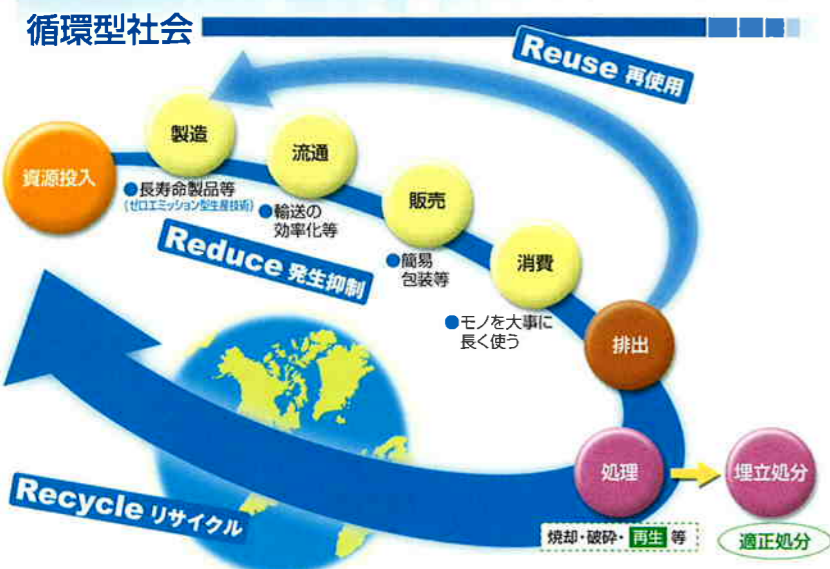 循環型社会
Reuse 再使用
製造
資源投入
流通
●長寿命製品等
(ゼロエミッション型生産技術)
販売
●輸送の
効率化等
Reduce 発生抑制
●簡易
包装等
消費
●モノを大事に
長く使う
排出
処理
埋立処分
Recycle リサイクル
焼却・破砕・再生 等
適正処分